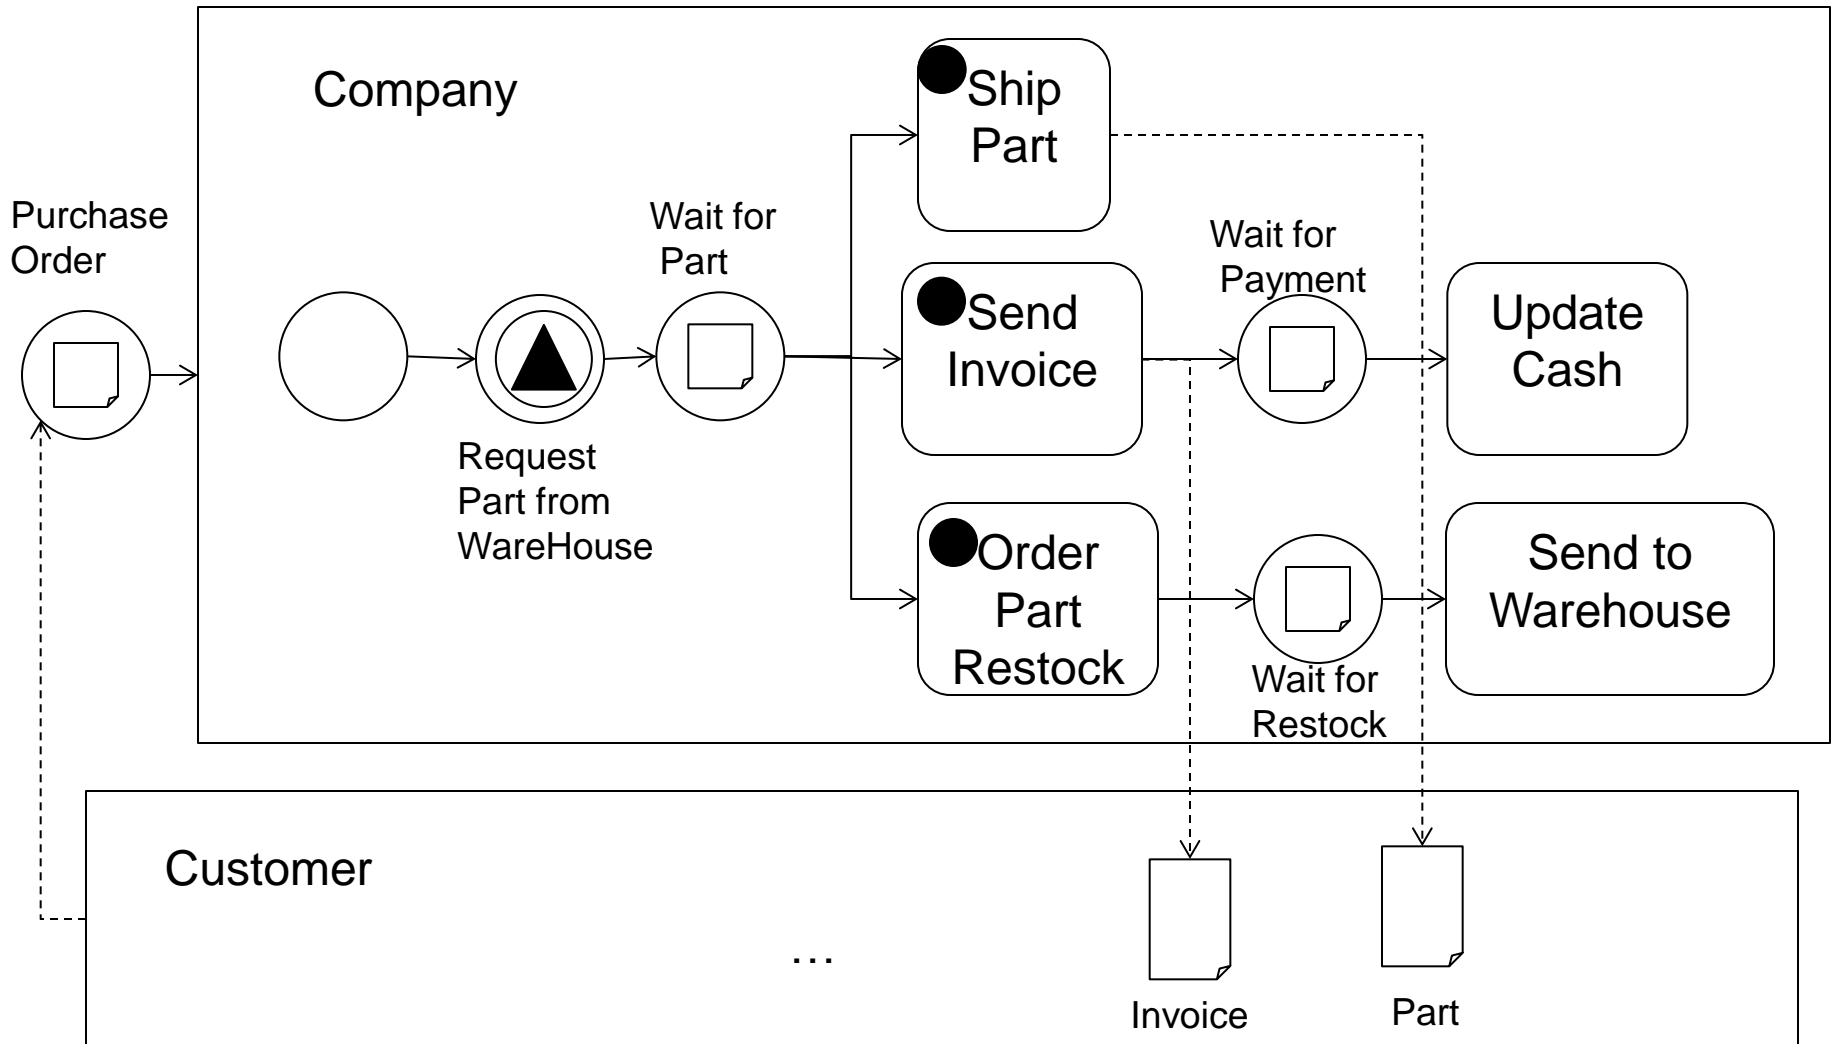 Company
Ship
Part
Purchase
Order
Wait for
Part
Wait for
Payment
Send
Invoice
Update
Cash
Request
Part from
WareHouse
Order
Part
Restock
Send to
Warehouse
Wait for
Restock
Customer
...
Invoice
Part